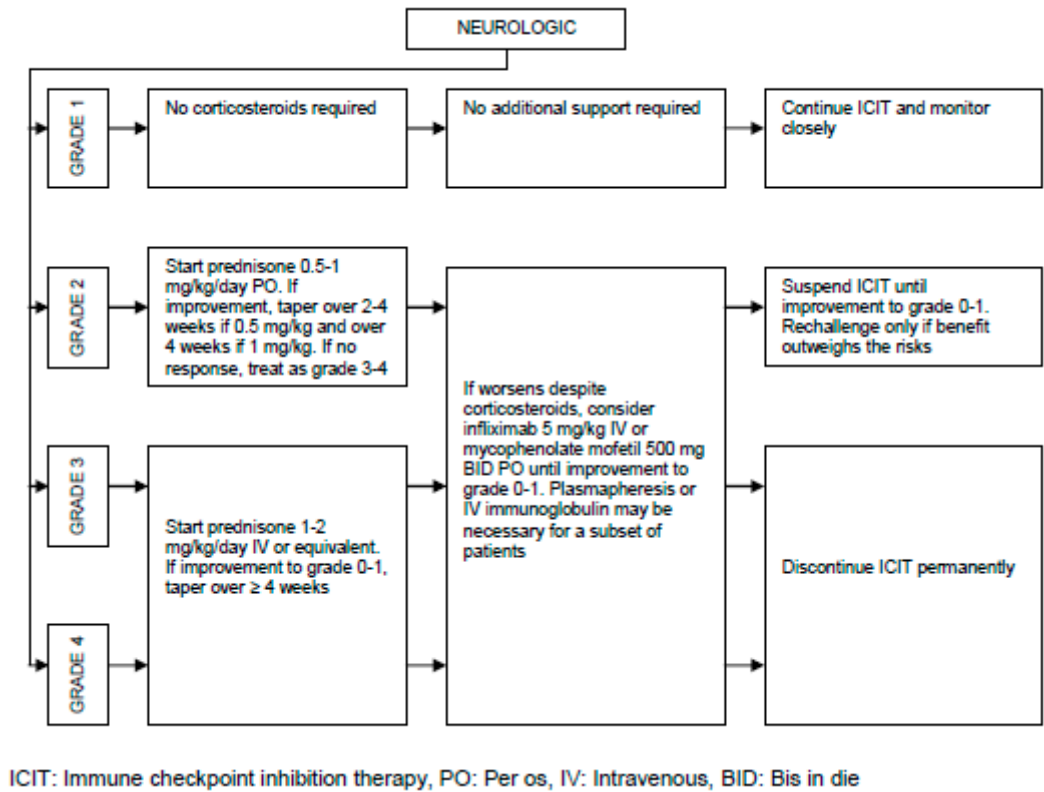 NEUROLOGIC
GRADE 1
No corticosteroids required
No additional support required
Continue ICIT and monitor
closely
GRADE 2
Start prednisone 0.5-1
mg/kg/day PO. If
improvement, taper over 2-4
weeks if 0.5 mg/kg and over
4 weeks if 1 mg/kg. If no
response, treat as grade 3-4
If worsens despite
corticosteroids, consider
infliximab 5 mg/kg IV or
mycophenolate mofetil 500 mg
BID PO until improvement to
grade 0-1. Plasmapheresis or
IV immunoglobulin may be
necessary for a subset of
patients
Suspend ICIT until
improvement to grade 0-1.
Rechallenge only if benefit
outweighs the risks
GRADE 3
Start prednisone 1-2
mg/kg/day IV or equivalent.
If improvement to grade 0-1,
taper over ≥ 4 weeks
Discontinue ICIT permanently
GRADE 4
ICIT: Immune checkpoint inhibition therapy, PO: Per os, IV: Intravenous, BID: Bis in die